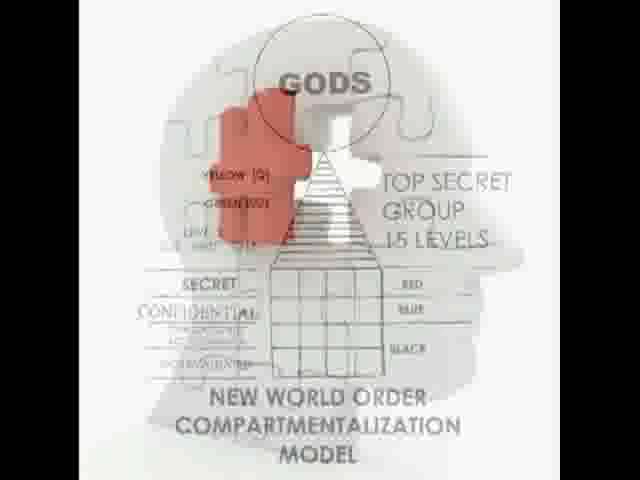 GODS
YELLOW (Q)
TOP SECRET
GROUP
15 LEVELS
SECRET
CONFIDENTIAL
RED
BLUE
BLACK
NEW WORLD ORDER
COMPARTMENTALIZATION
MODEL